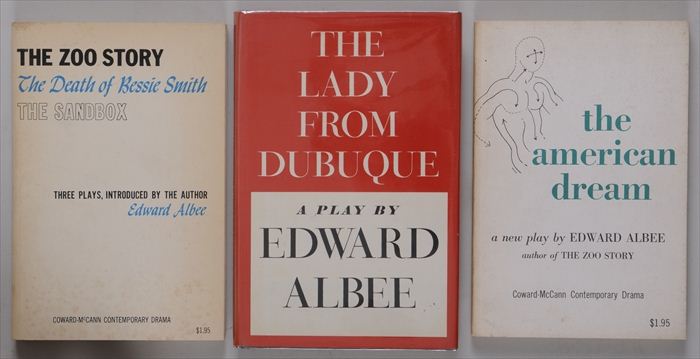 THE ZOO STORY
The Death of Bessie Smith
THE SANDBOX
THREE PLAYS, INTRODUCED BY THE AUTHOR
Edward Albee
COWARD-McCANN CONTEMPORARY DRAMA
$1.95
THE
LADY
FROM
DUBUQUE
A PLAY BY
EDWARD
ALBEE
the
american
dream
a new play by EDWARD ALBEE
author of THE ZOO STORY
Coward-McCann Contemporary Drama
$1.95